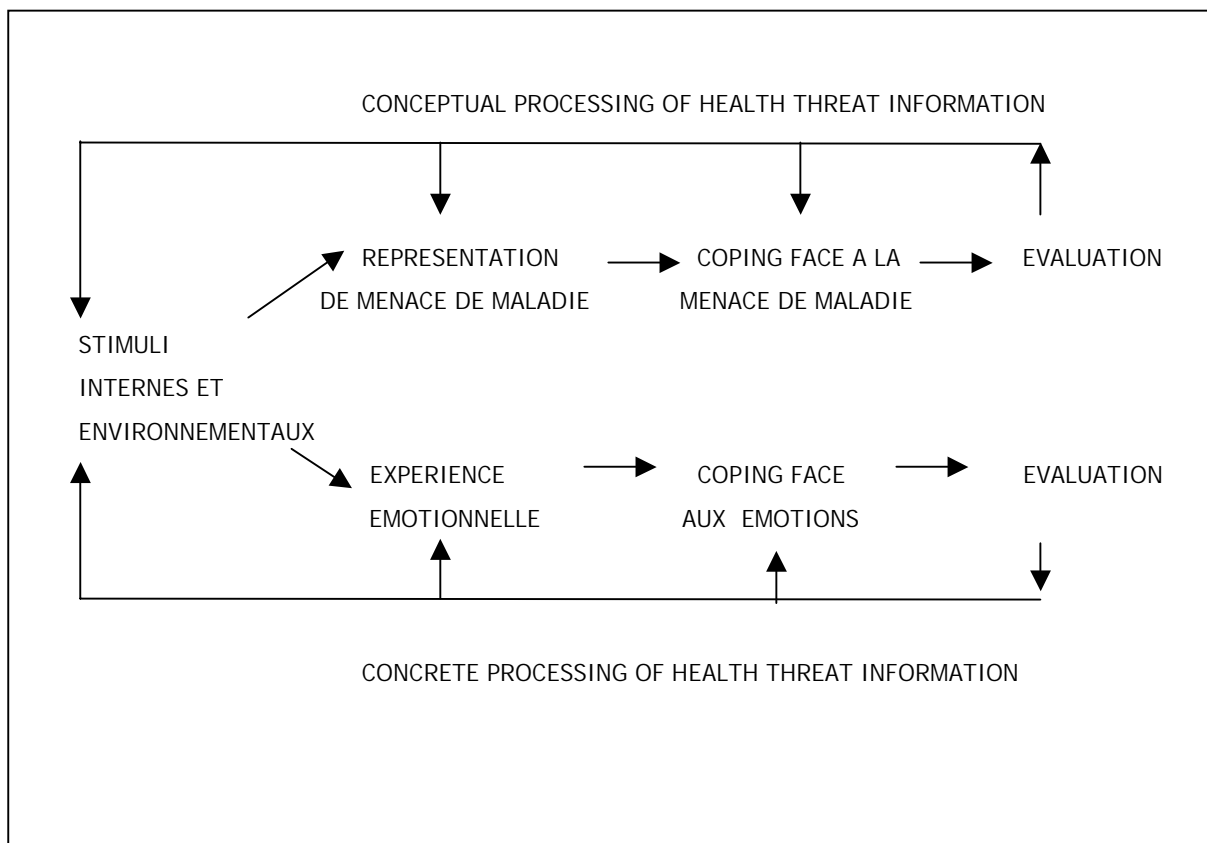 CONCEPTUAL PROCESSING OF HEALTH THREAT INFORMATION
REPRESENTATION
DE MENACE DE MALADIE
COPING FACE A LA
MENACE DE MALADIE
EVALUATION
STIMULI
INTERNES ET
ENVIRONNEMENTAUX
EXPERIENCE
EMOTIONNELLE
COPING FACE
AUX EMOTIONS
EVALUATION
CONCRETE PROCESSING OF HEALTH THREAT INFORMATION